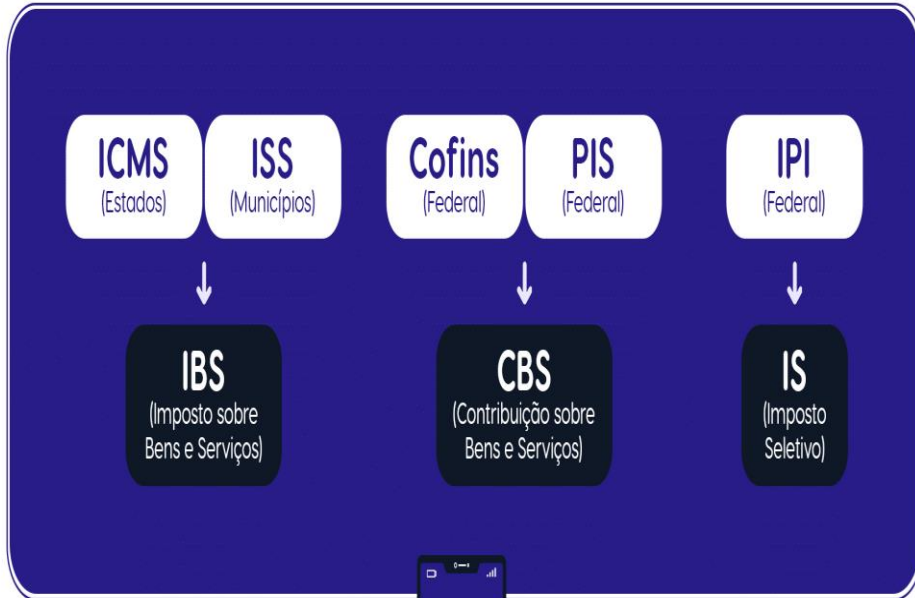 ICMS
(Estados)
ISS
(Municípios)
Cofins
(Federal)
PIS
(Federal)
IPI
(Federal)
IBS
(Imposto sobre
Bens e Serviços)
CBS
(Contribuição sobre
Bens e Serviços)
IS
(Imposto
Seletivo)